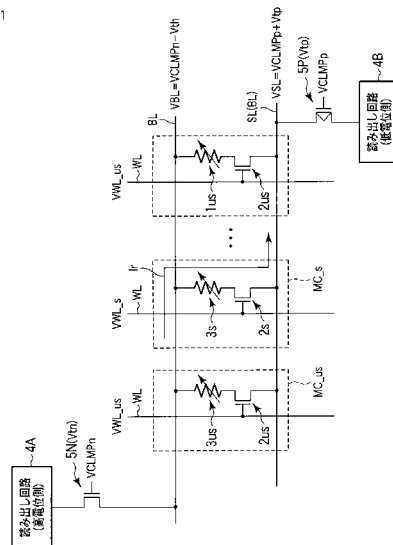 1
読み出し回路
(高電位側)
4A
5N(Vtn)
VCLMPn
VBL=VCLMPn-Vth
BL
VSL=VCLMPp+Vtp
SL(BL)
5P(Vtp)
VCLMPp
読み出し回路
(低電位側)
4B
VWL_us
WL
3us
2us
MC_us
VWL_s
WL
Ir
3s
2s
MC_s
...
VWL_us
WL
1us
2us